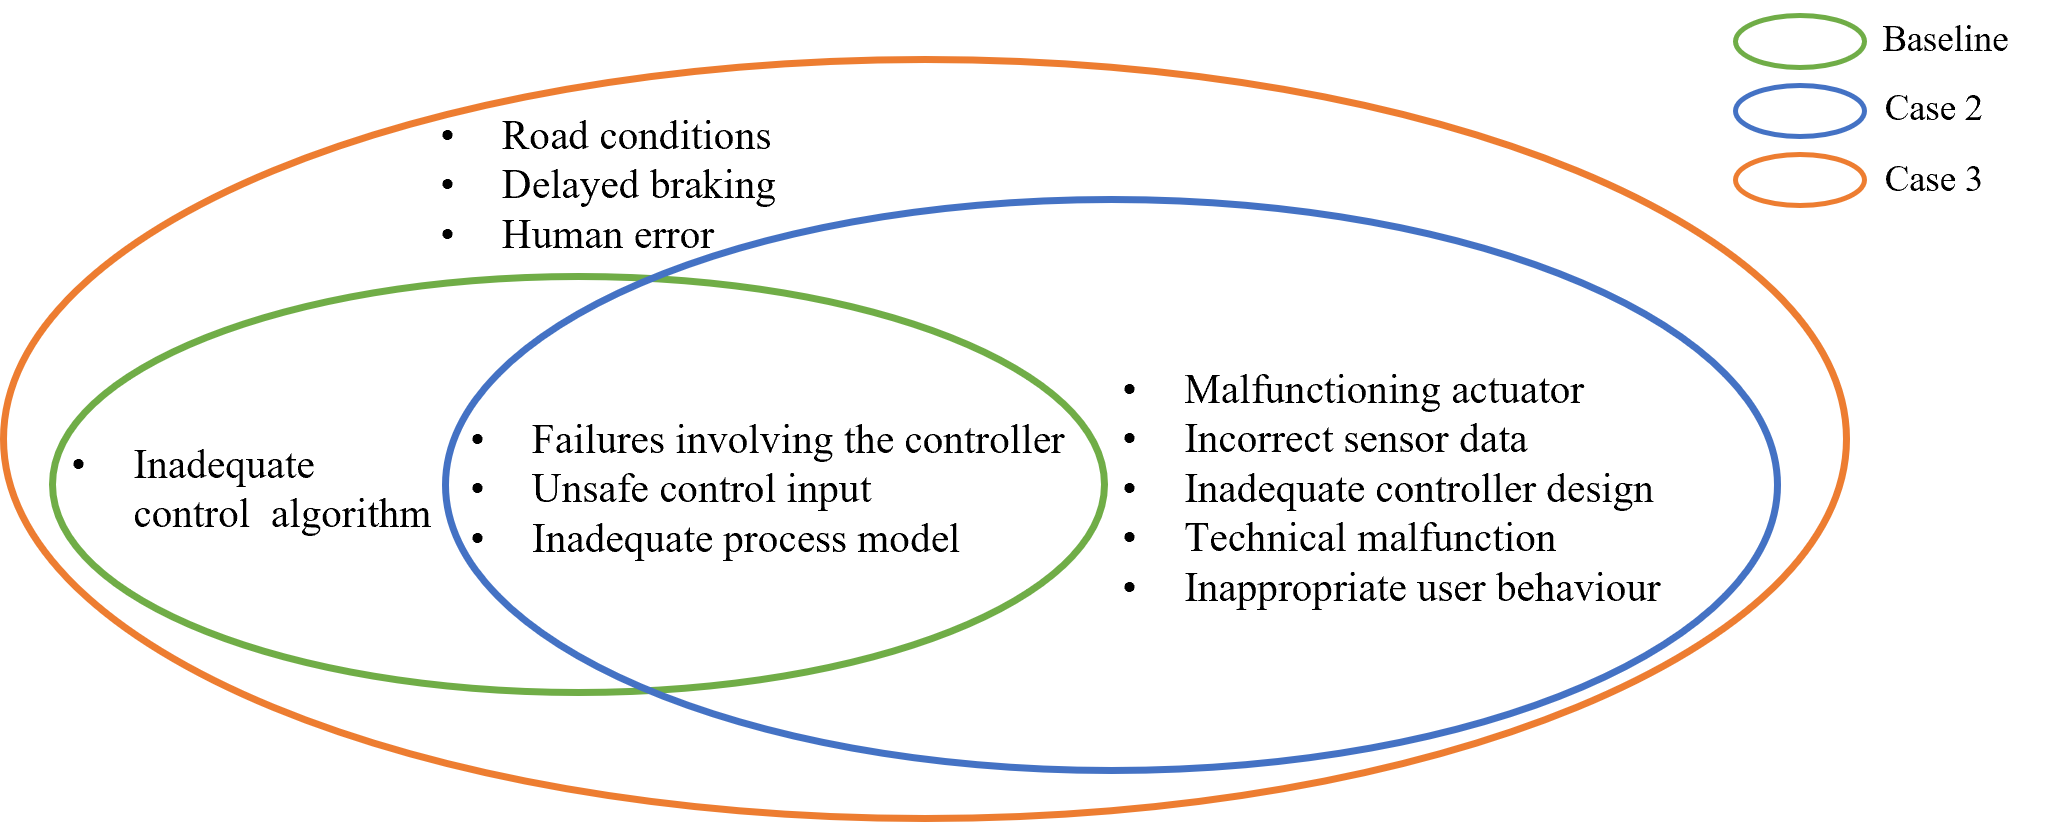 Baseline
Case 2
Case 3
• Road conditions
• Delayed braking
• Human error
• Inadequate
control algorithm
• Failures involving the controller
• Unsafe control input
• Inadequate process model
• Malfunctioning actuator
• Incorrect sensor data
• Inadequate controller design
• Technical malfunction
• Inappropriate user behaviour